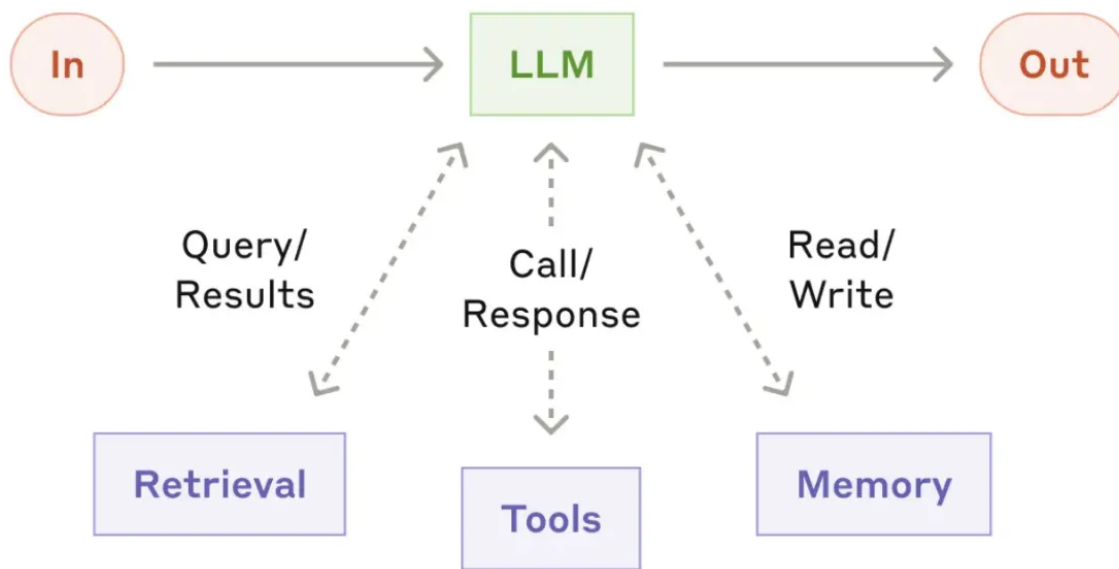 In
LLM
Out
Query/
Results
Call/
Response
Read/
Write
Retrieval
Tools
Memory